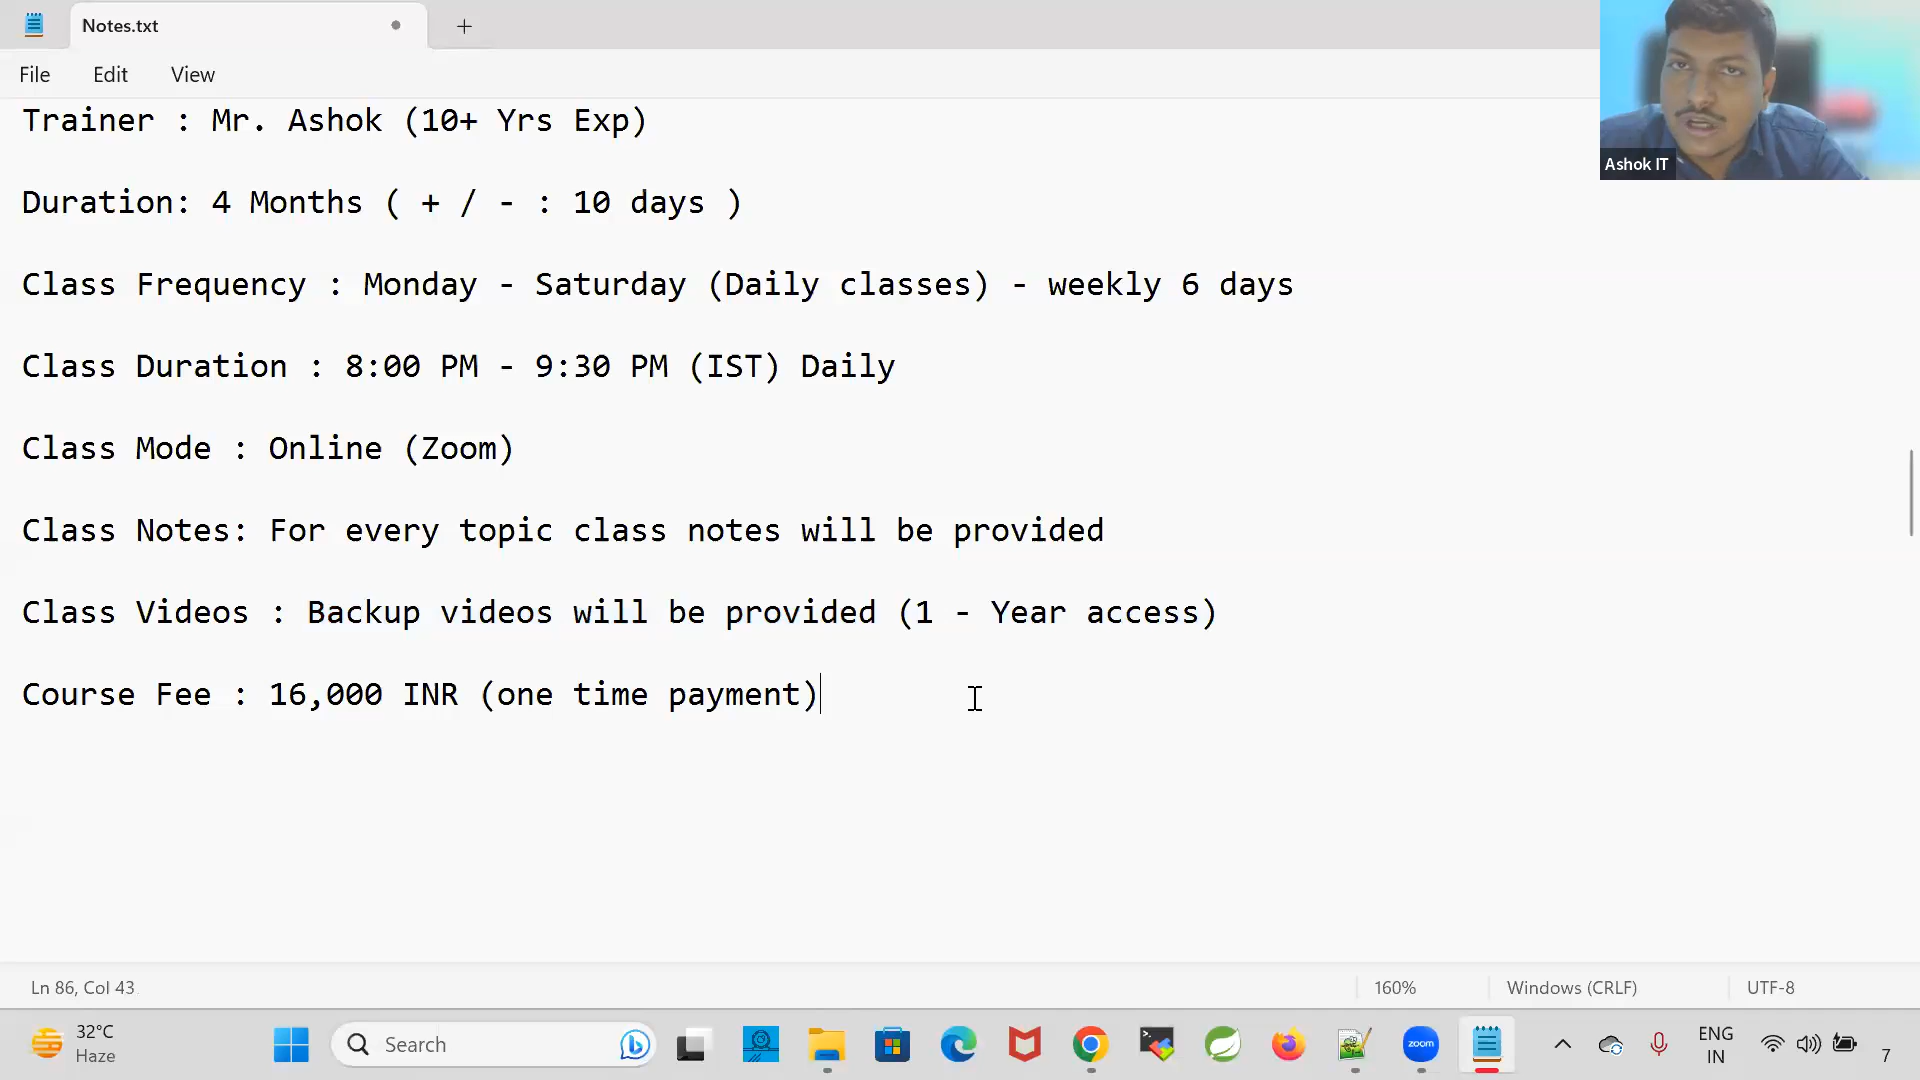 Notes.txt
File Edit View
Trainer : Mr. Ashok (10+ Yrs Exp)
Duration: 4 Months ( + / - : 10 days )
Class Frequency : Monday - Saturday (Daily classes) - weekly 6 days
Class Duration : 8:00 PM - 9:30 PM (IST) Daily
Class Mode : Online (Zoom)
Class Notes: For every topic class notes will be provided
Class Videos : Backup videos will be provided (1 - Year access)
Course Fee : 16,000 INR (one time payment)
Ashok IT
Ln 86, Col 43 160% Windows (CRLF) UTF-8
32°C
Haze
Search
zoom
ENG
IN
7